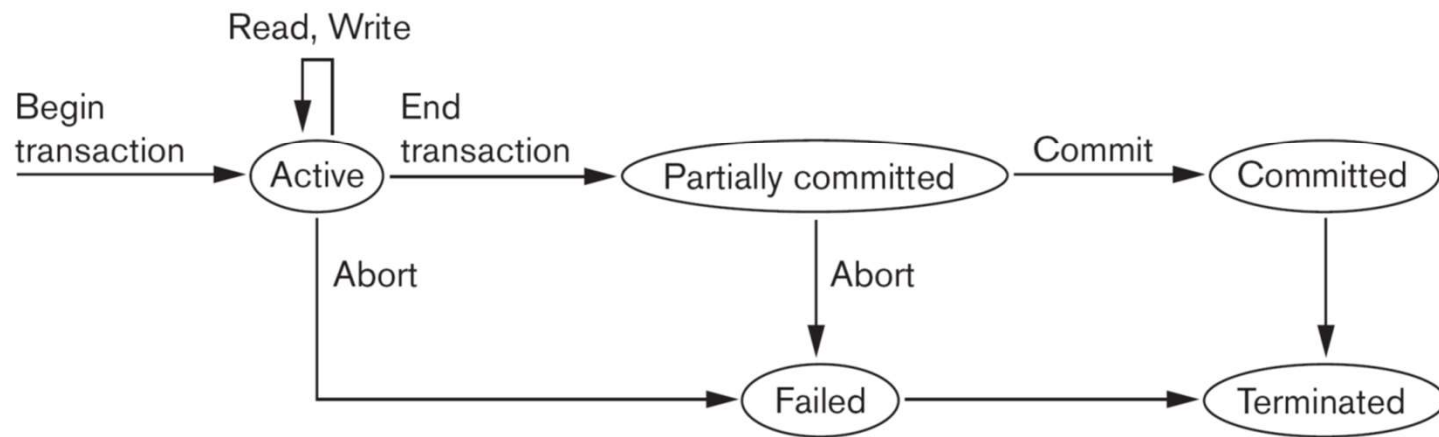 Read, Write
Begin
transaction
End
transaction
Active
Partially committed
Commit
Committed
Abort
Abort
Failed
Terminated